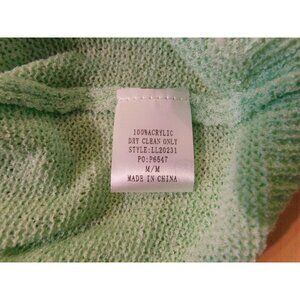 100%ACRYLIC
DRY CLEAN ONLY
STYLE:LL20231
PO:P6547
M/M
MADE IN CHINA